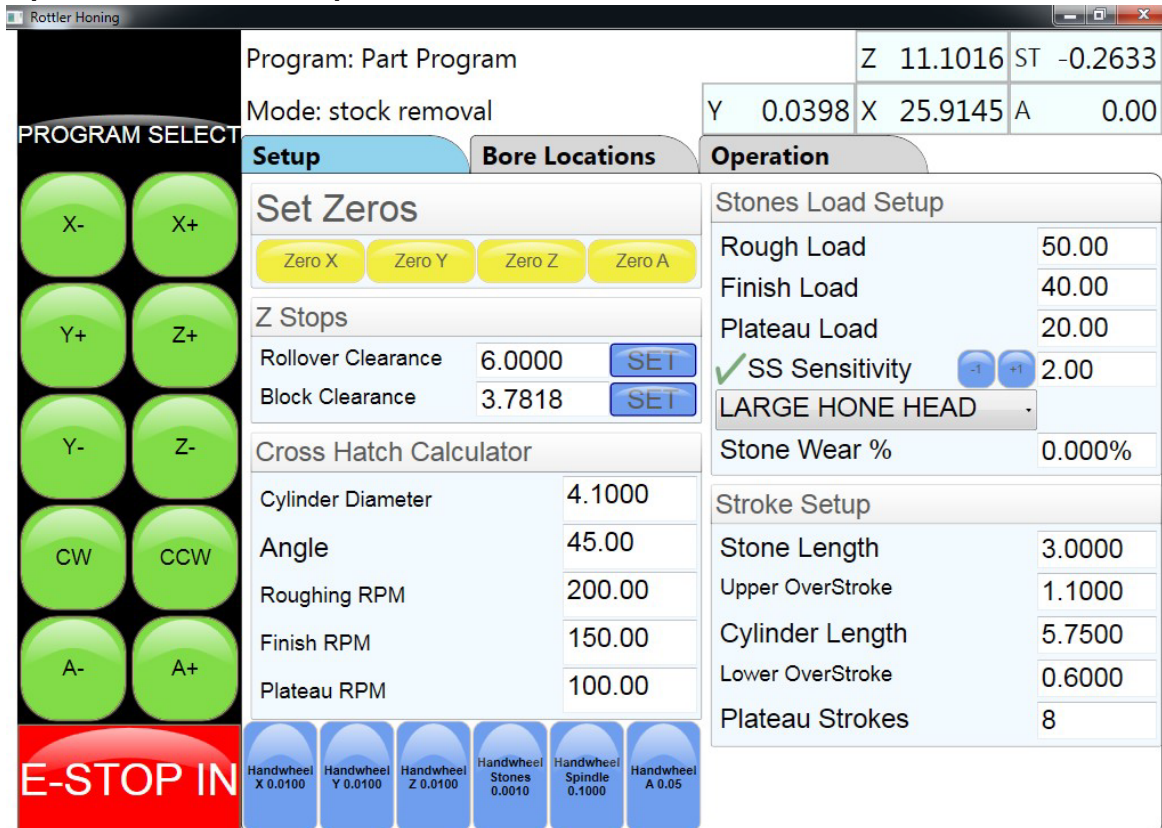 Rottler Honing
Program: Part Program
Z 11.1016 ST -0.2633
Mode: stock removal
Y 0.0398 X 25.9145 A 0.00
PROGRAM SELECT
Setup Bore Locations Operation
X- X+
Y+ Z+
Y- Z-
CW CCW
A- A+
E-STOP IN
Set Zeros
Zero X Zero Y Zero Z Zero A
Z Stops
Rollover Clearance 6.0000 SET
Block Clearance 3.7818 SET
Cross Hatch Calculator
Cylinder Diameter 4.1000
Angle 45.00
Roughing RPM 200.00
Finish RPM 150.00
Plateau RPM 100.00
Handwheel X 0.0100
Handwheel Y 0.0100
Handwheel Z 0.0100
Handwheel Stones 0.0010
Handwheel Spindle 0.1000
Handwheel A 0.05
Stones Load Setup
Rough Load 50.00
Finish Load 40.00
Plateau Load 20.00
SS Sensitivity -1 +1 2.00
LARGE HONE HEAD
Stone Wear % 0.000%
Stroke Setup
Stone Length 3.0000
Upper OverStroke 1.1000
Cylinder Length 5.7500
Lower OverStroke 0.6000
Plateau Strokes 8